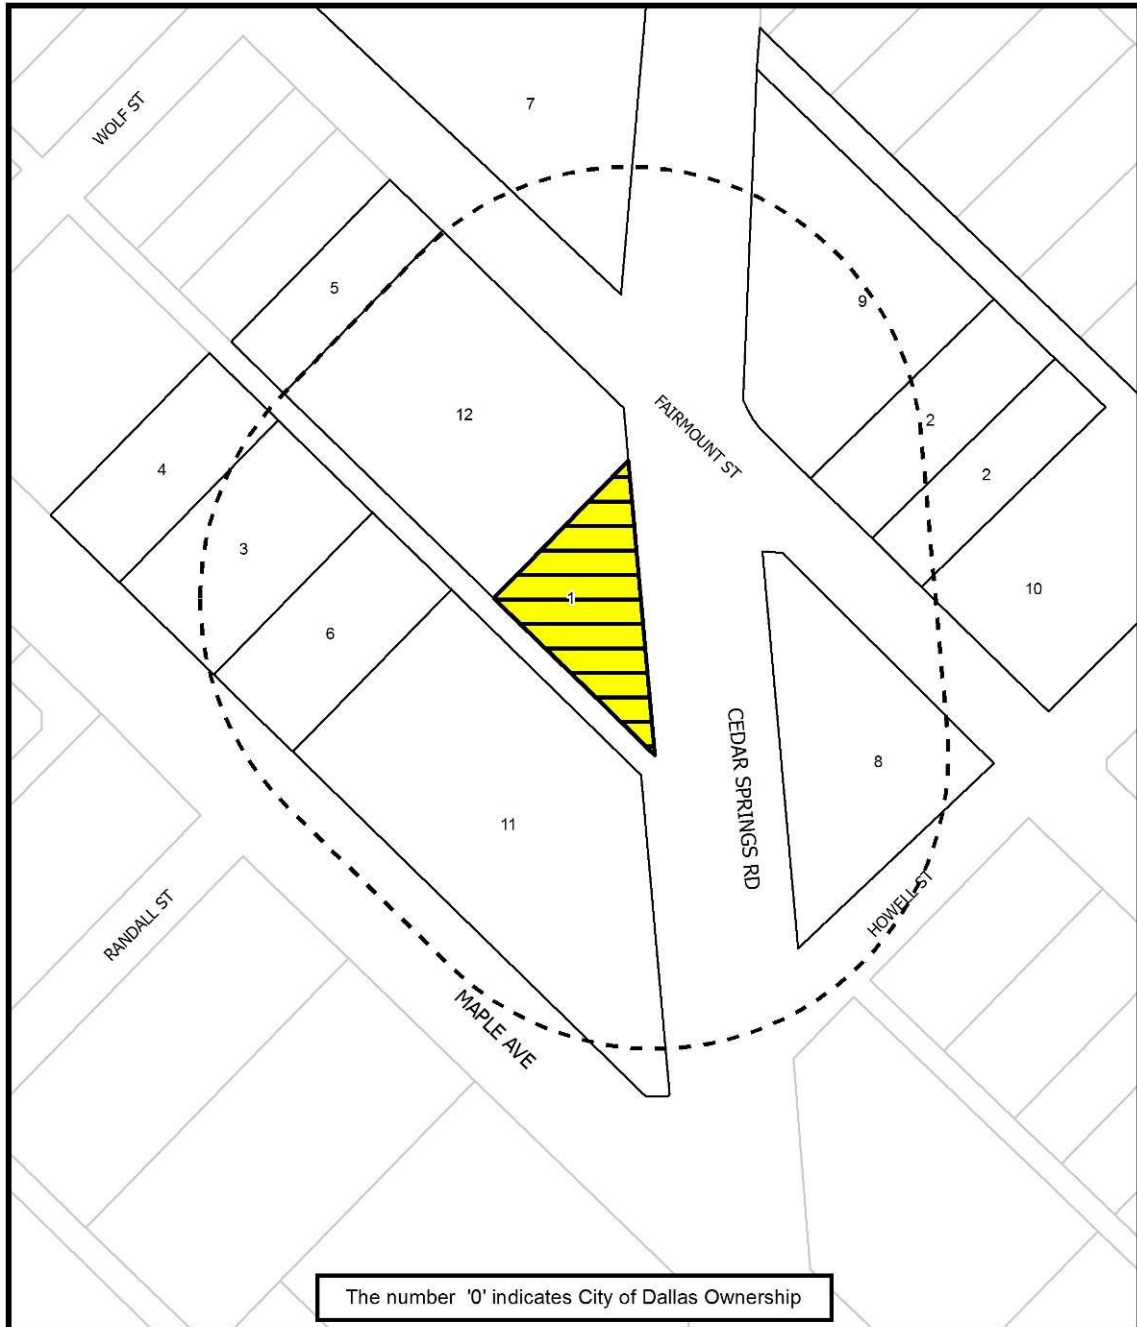 7
WOLF ST
5
9
12
FAIRMOUNT ST
2
4
2
3
10
1
6
CEDAR SPRINGS RD
8
11
HOWELL ST
RANDALL ST
MAPLE AVE
The number '0' indicates City of Dallas Ownership